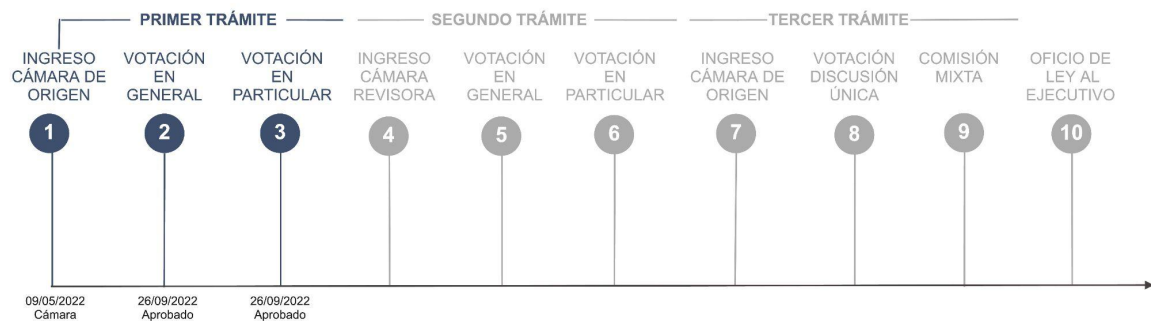 PRIMER TRÁMITE
SEGUNDO TRÁMITE
TERCER TRÁMITE
INGRESO
CÁMARA DE
ORIGEN
VOTACIÓN
EN
GENERAL
VOTACIÓN
EN
PARTICULAR
INGRESO
CÁMARA
REVISORA
VOTACIÓN
EN
GENERAL
VOTACIÓN
EN
PARTICULAR
INGRESO
CÁMARA DE
ORIGEN
VOTACIÓN
DISCUSIÓN
ÚNICA
COMISIÓN
MIXTA
OFICIO DE
LEY AL
EJECUTIVO
1
2
3
4
5
6
7
8
9
10
09/05/2022
Cámara
26/09/2022
Aprobado
26/09/2022
Aprobado